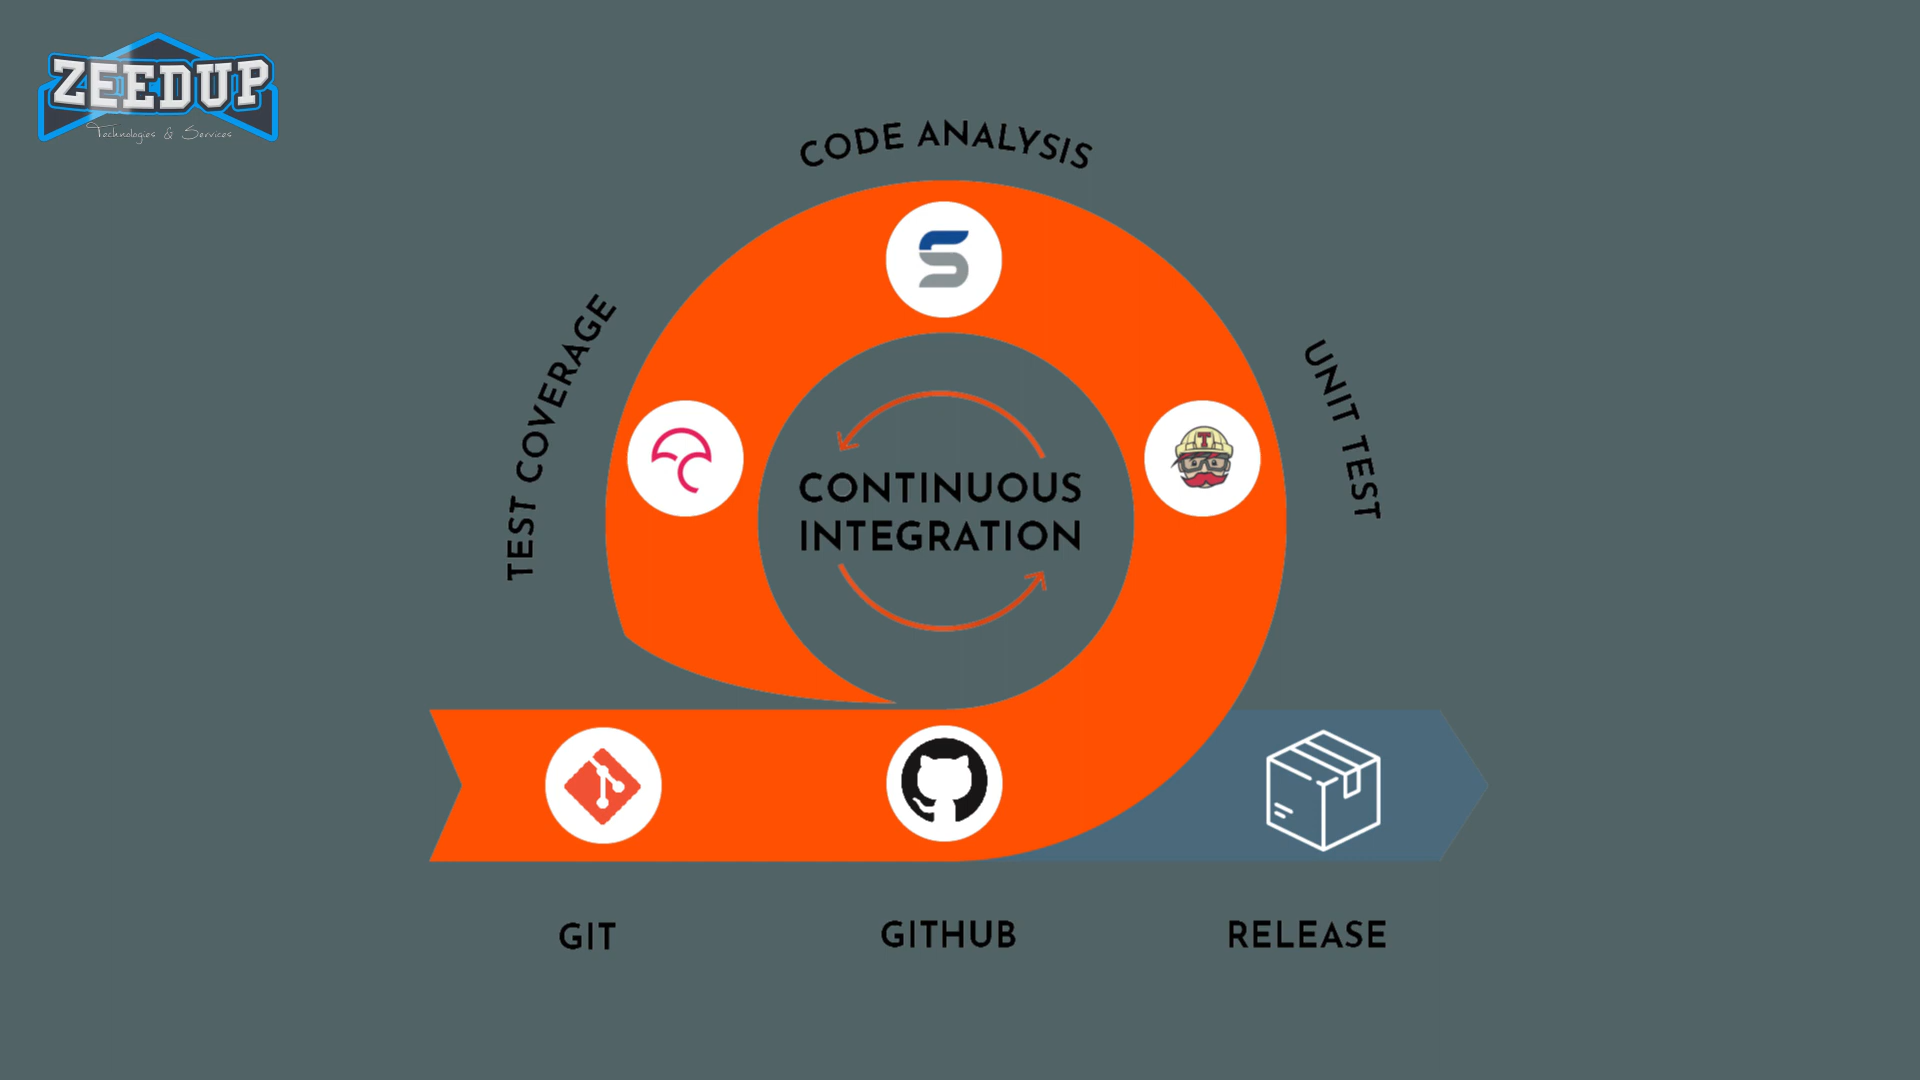 ZEEDUP
Technologies & Services
CODE ANALYSIS
TEST COVERAGE
UNIT TEST
T
CONTINUOUS
INTEGRATION
GIT
GITHUB
RELEASE